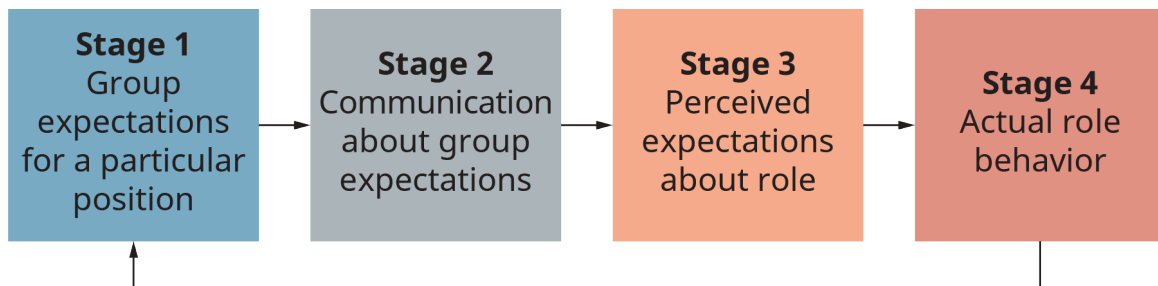 Stage 1
Group
expectations
for a particular
position
Stage 2
Communication
about group
expectations
Stage 3
Perceived
expectations
about role
Stage 4
Actual role
behavior